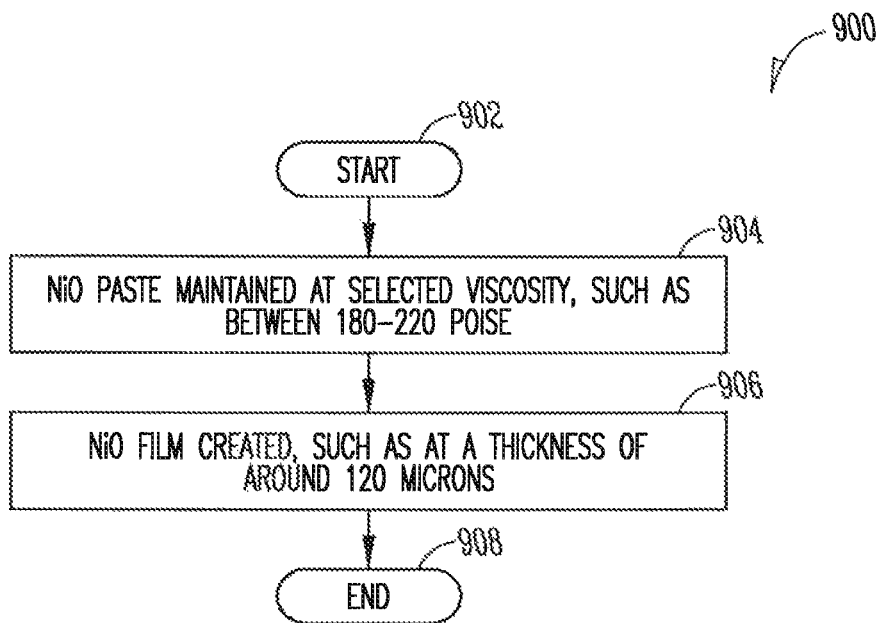 900
902
START
904
NiO PASTE MAINTAINED AT SELECTED VISCOSITY, SUCH AS
BETWEEN 180-220 POISE
906
NiO FILM CREATED, SUCH AS AT A THICKNESS OF
AROUND 120 MICRONS
908
END